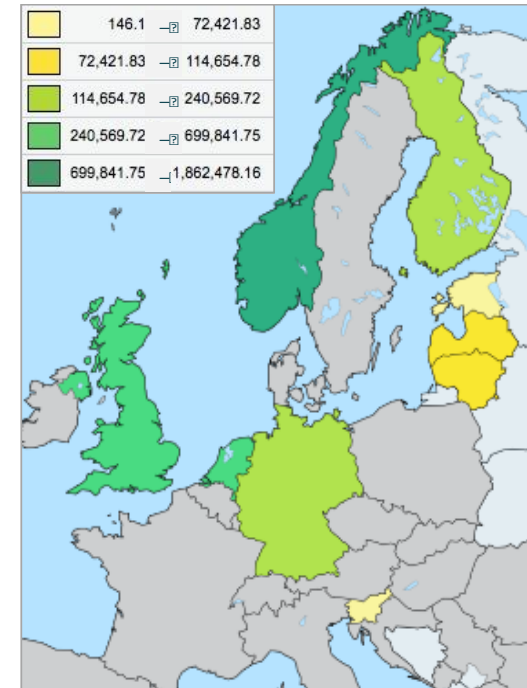 146.1 – 72,421.83
72,421.83 – 114,654.78
114,654.78 – 240,569.72
240,569.72 – 699,841.75
699,841.75 – 1,862,478.16